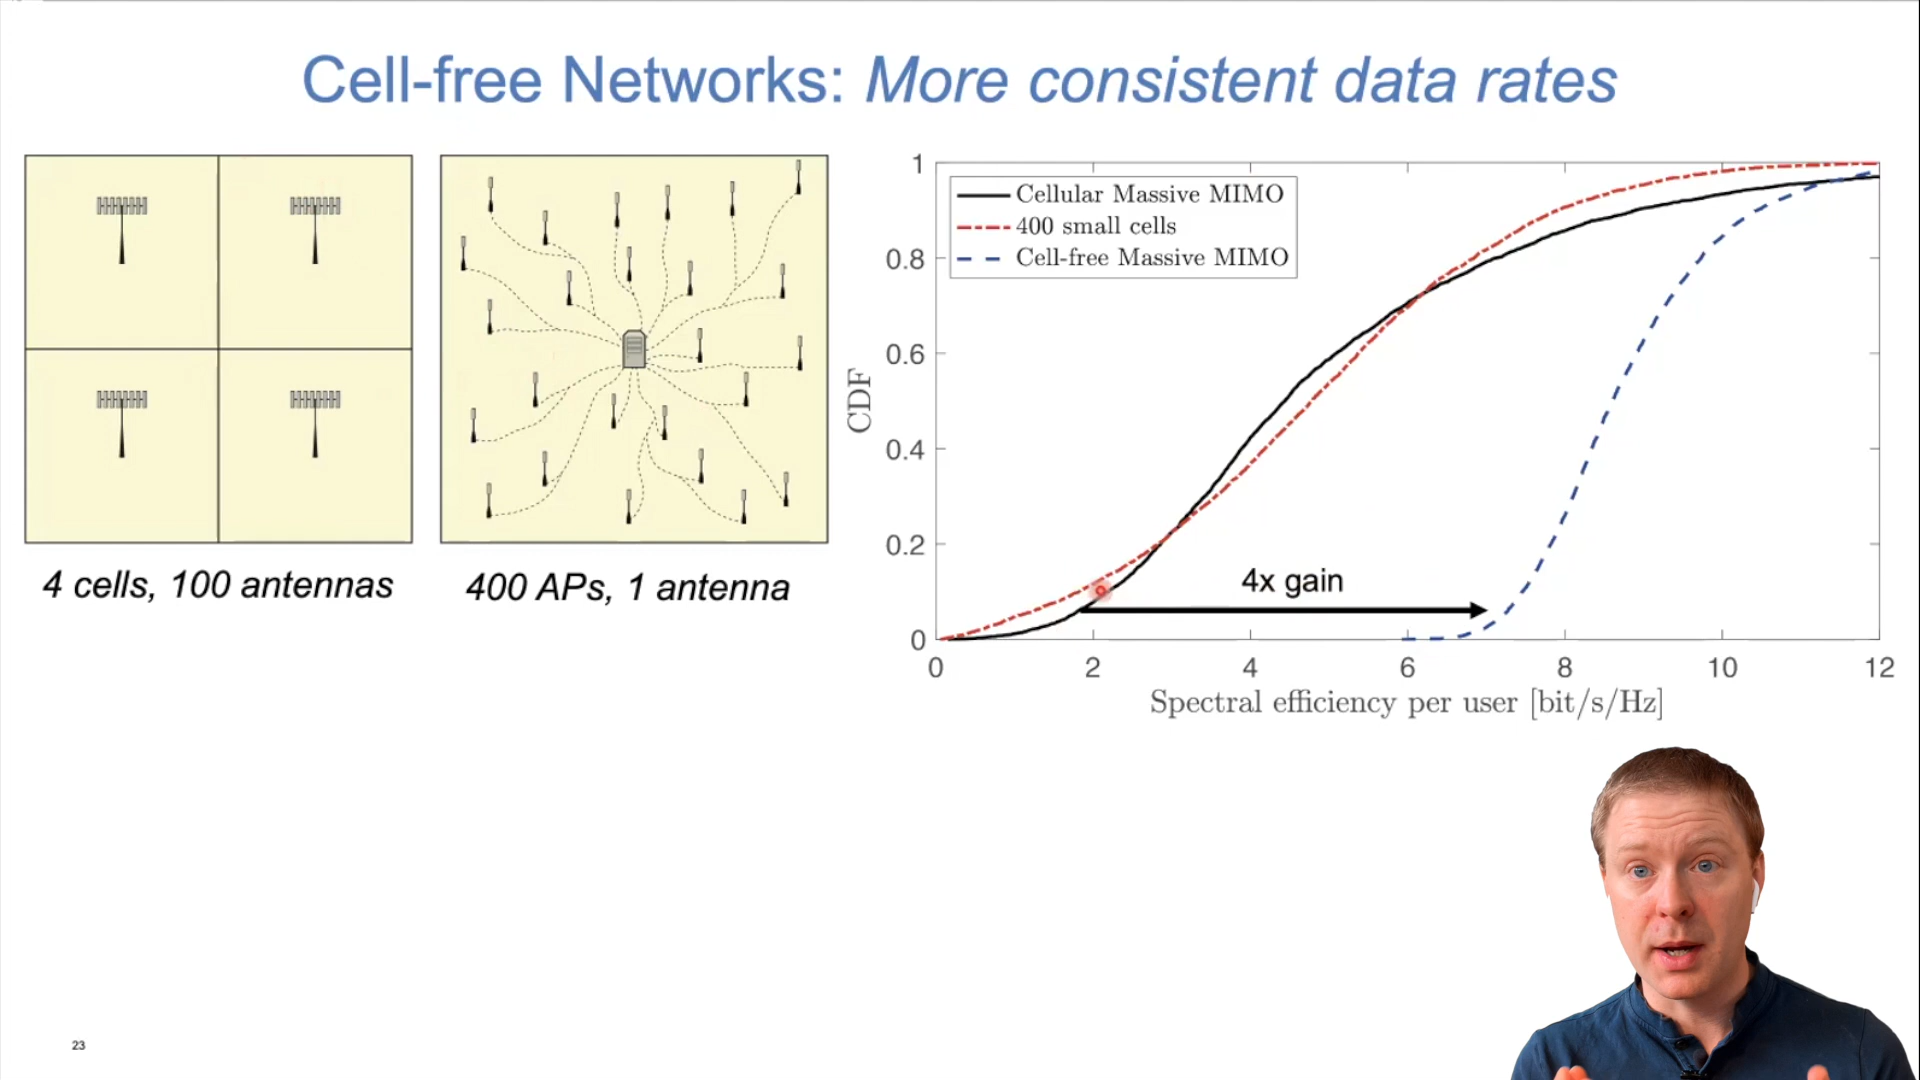 Cell-free Networks: More consistent data rates
4 cells, 100 antennas
400 APs, 1 antenna
Cellular Massive MIMO
400 small cells
Cell-free Massive MIMO
CDF
1
0.8
0.6
0.4
0.2
0
4x gain
0 2 4 6 8 10 12
Spectral efficiency per user [bit/s/Hz]
23